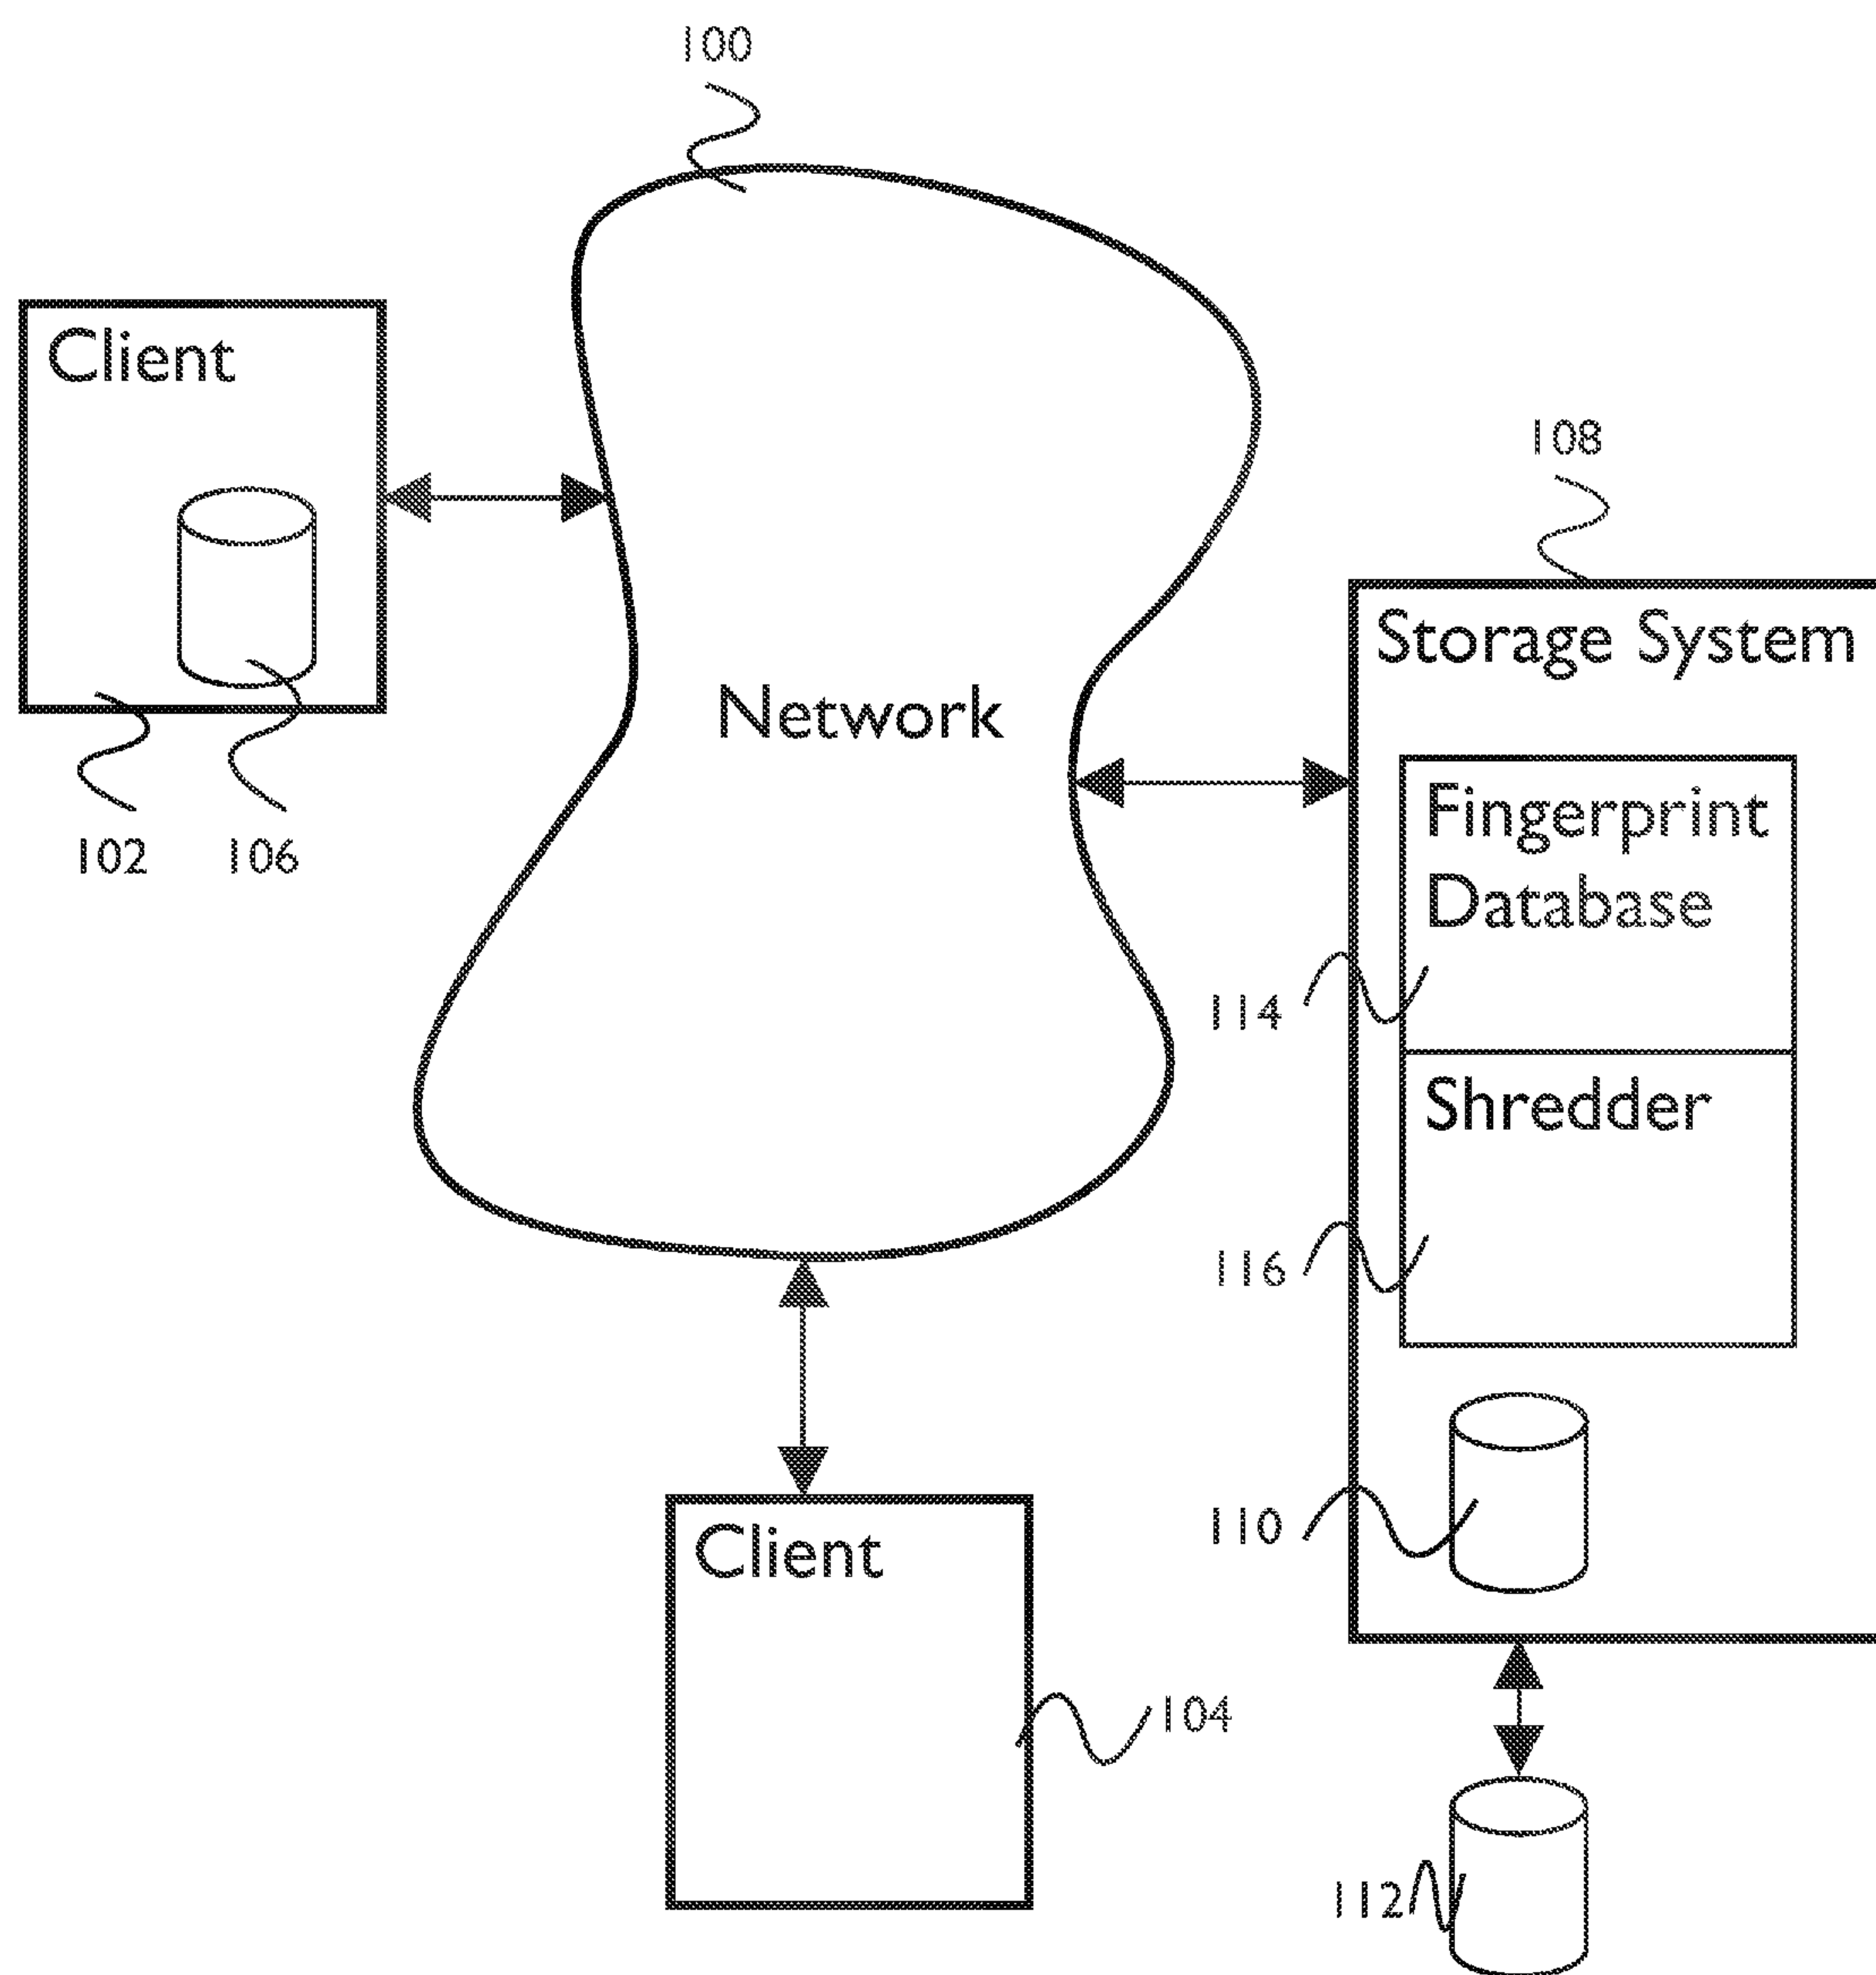 100
Client
108
Storage System
Network
Fingerprint
Database
102
106
114
Shredder
116
110
Client
104
112